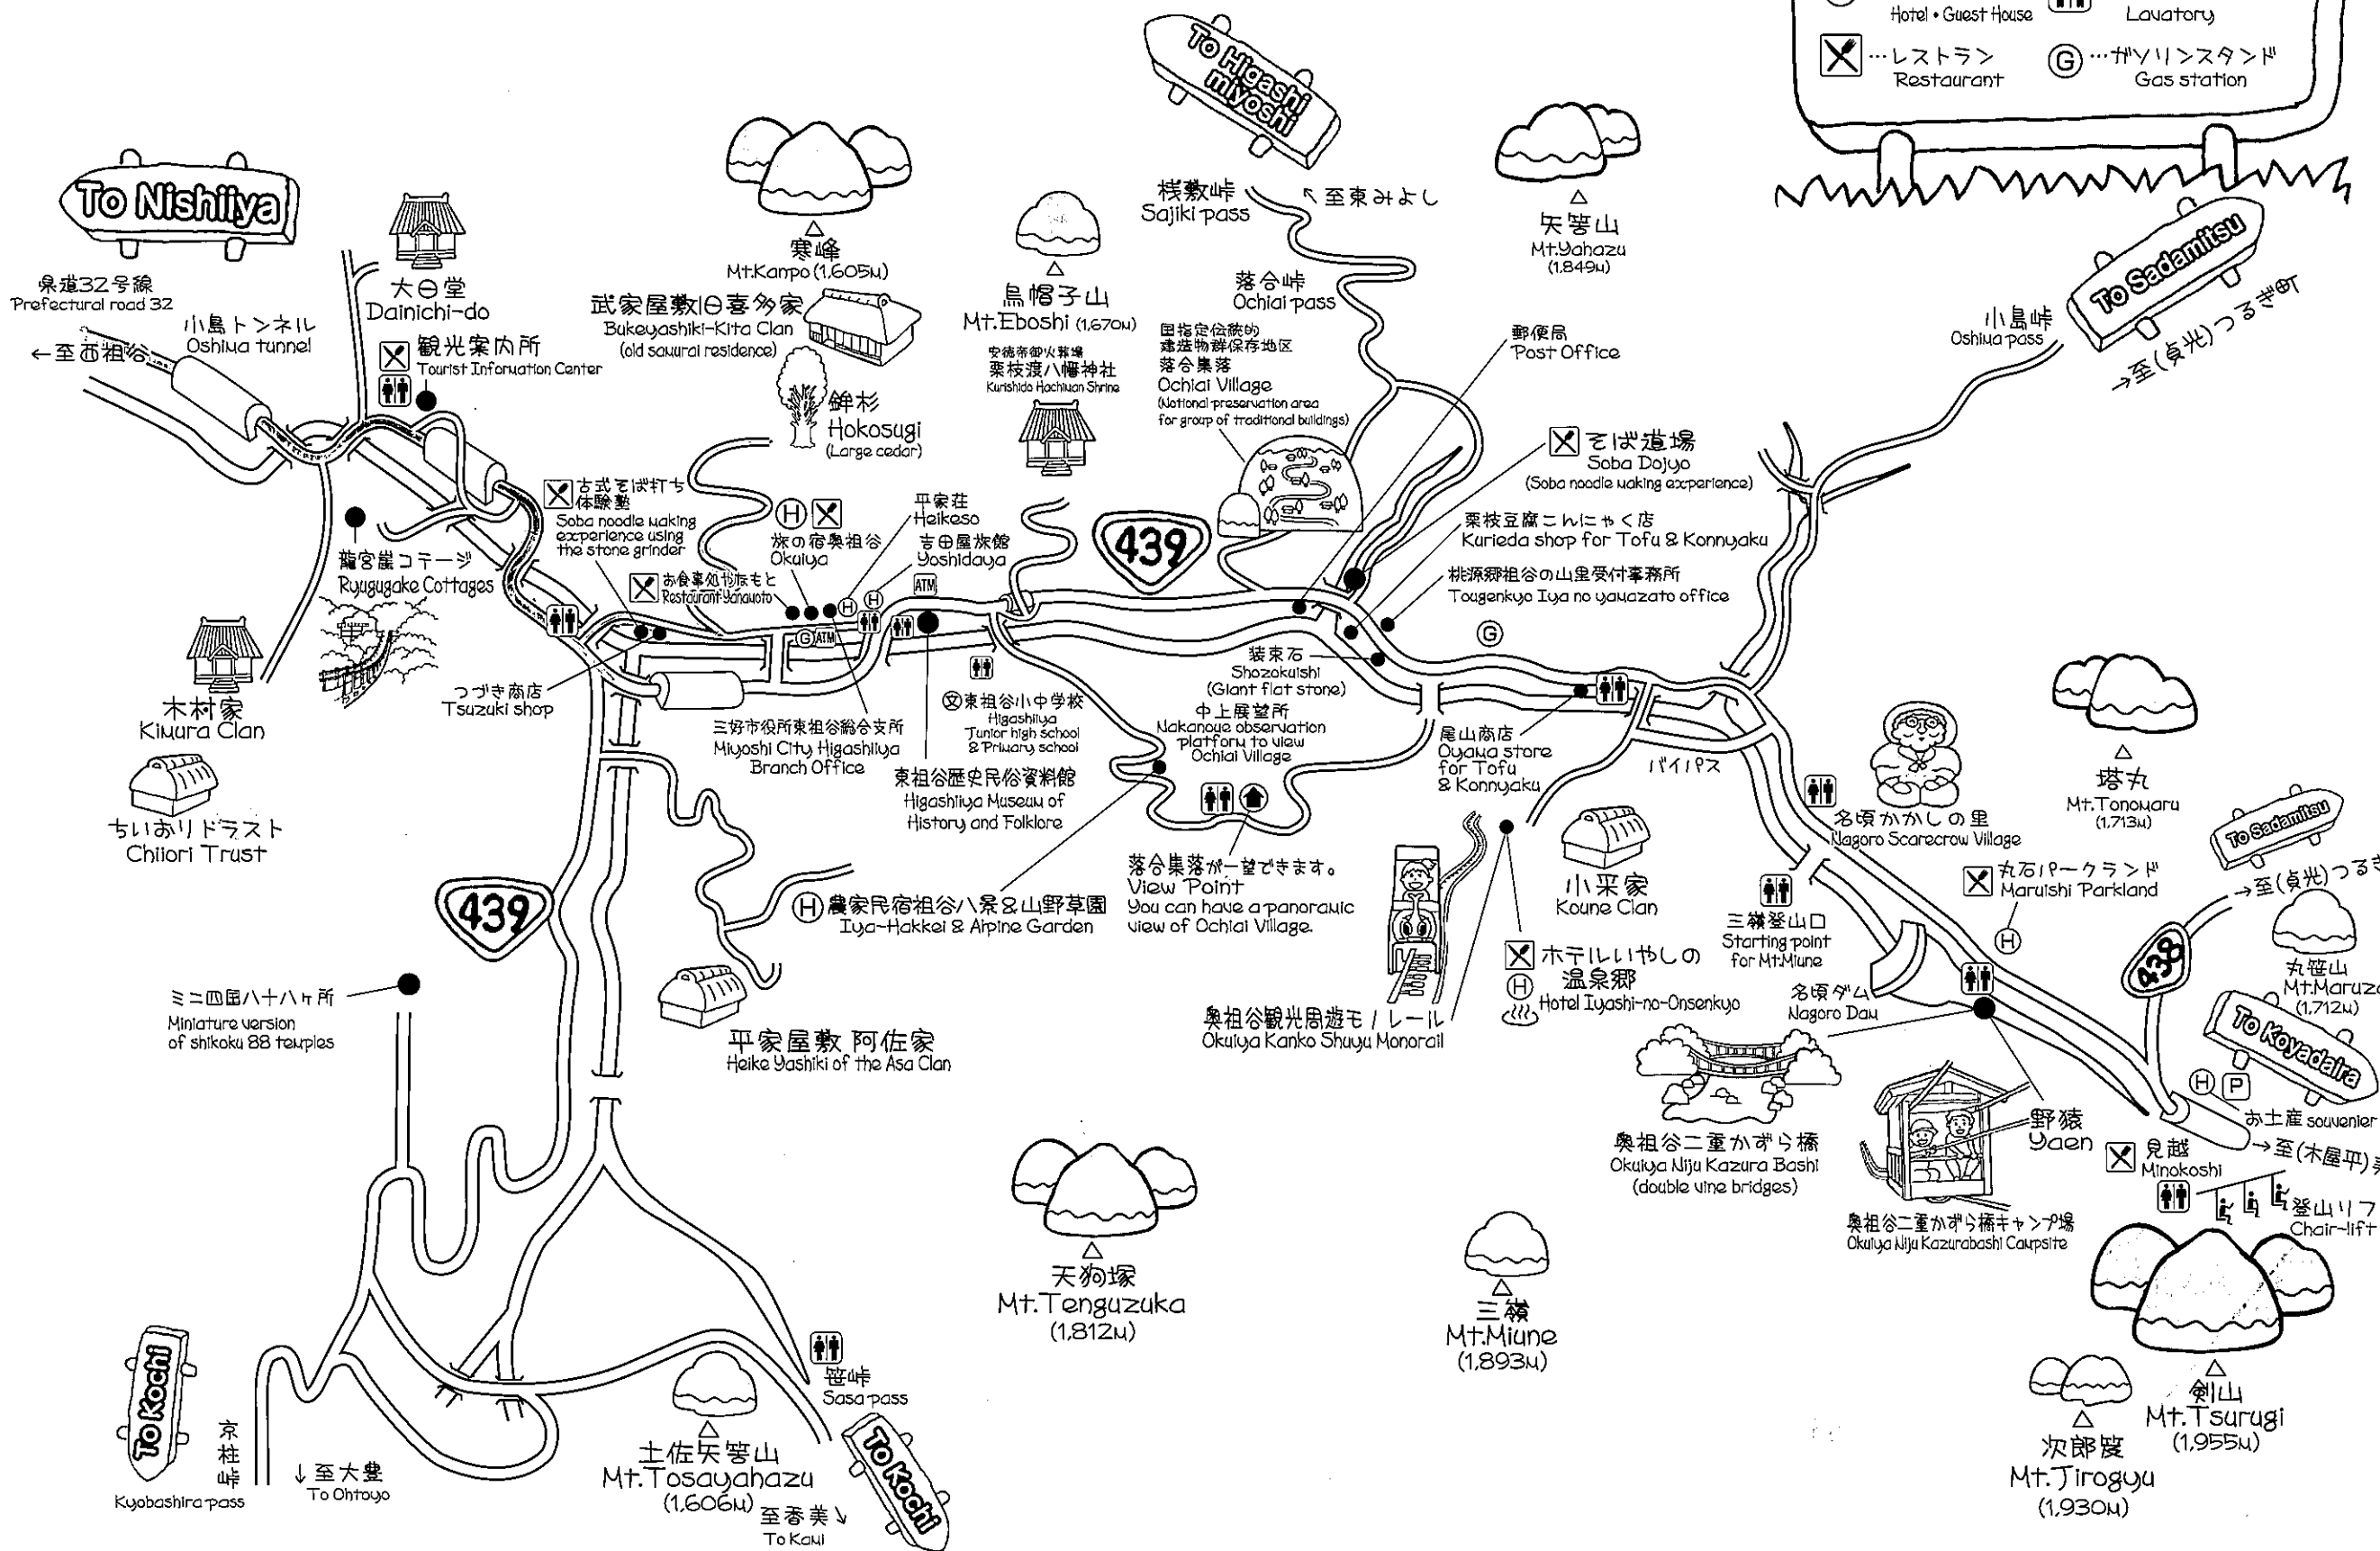 Hotel • Guest House
Lavatory
…レストラン
Restaurant
…ガソリンスタンド
Gas station
To Higashi
miyoshi
To Nishiiya
県道32号線
Prefectural road 32
←至西祖谷
小島トンネル
Oshima tunnel
大日堂
Dainichi-do
観光案内所
Tourist Information Center
寒峰
Mt.Kanpo (1,605M)
武家屋敷旧喜多家
Bukeyashiki-Kita Clan
(old samurai residence)
鉾杉
Hokosugi
(Large cedar)
烏帽子山
Mt.Eboshi (1,670M)
安徳帝御火葬場
栗枝渡八幡神社
Kurishido Hachiman Shrine
桟敷峠
Sajiki pass
↖至東みよし
落合峠
Ochiai pass
国指定伝統的
建造物群保存地区
落合集落
Ochiai Village
(National preservation area
for group of traditional buildings)
矢筈山
Mt.Yahazu
(1,849M)
郵便局
Post Office
To Sadamitsu
→至(貞光)つるぎ町
小島峠
Oshima pass
そば道場
Soba Dojyo
(Soba noodle making experience)
栗枝豆腐こんにゃく店
Kurieda shop for Tofu & Konnyaku
桃源郷祖谷の山里受付事務所
Tougenkyo Iya no yamazato office
439
古式そば打ち
体験塾
Soba noodle making
experience using
the stone grinder
お食事処やなもと
Restaurant Yanamoto
H
旅の宿奥祖谷
Okuiya
平家荘
Heikeso
吉田屋旅館
Yoshidaya
ATM
H
H
G
ATM
G
龍宮崖コテージ
Ryugugake Cottages
木村家
Kimura Clan
ちいおりトラスト
Chiiori Trust
つづき商店
Tsuzuki shop
三好市役所東祖谷総合支所
Miyoshi City Higashiiya
Branch Office
文東祖谷小中学校
Higashiiya
Junior high school
& Primary school
東祖谷歴史民俗資料館
Higashiiya Museum of
History and Folklore
装束石
Shozokuishi
(Giant flat stone)
中上展望所
Nakanoue observation
platform to view
Ochiai Village
尾山商店
Oyama store
for Tofu
& Konnyaku
バイパス
名頃かかしの里
Nagoro Scarecrow Village
塔丸
Mt.Tonomaru
(1,713M)
To Sadamitsu
→至(貞光)つるぎ
439
H
農家民宿祖谷八景&山野草園
Iya-Hakkei & Alpine Garden
落合集落が一望できます。
View Point
You can have a panoramic
view of Ochiai Village.
小采家
Koune Clan
三嶺登山口
Starting point
for Mt.Miune
丸石パークランド
Maruishi Parkland
H
438
丸笹山
Mt.Maruza
(1,712M)
ミニ四国八十八ヶ所
Miniature version
of shikoku 88 temples
平家屋敷 阿佐家
Heike Yashiki of the Asa Clan
奥祖谷観光周遊モノレール
Okuiya Kanko Shuyu Monorail
ホテルいやしの
温泉郷
H
Hotel Iyashi-no-Onsenkyo
名頃ダム
Nagoro Dam
To Koyadaira
H
P
お土産 souvenier
→至(木屋平)
奥祖谷二重かずら橋
Okuiya Niju Kazura Bashi
(double vine bridges)
野猿
Yaen
見越
Minokoshi
登山リフ
Chair-lift
奥祖谷二重かずら橋キャンプ場
Okuiya Niju Kazurabashi Campsite
天狗塚
Mt.Tenguzuka
(1,812M)
三嶺
Mt.Miune
(1,893M)
剣山
Mt.Tsurugi
(1,955M)
次郎笈
Mt.Jirogyu
(1,930M)
笹峠
Sasa pass
To Kochi
京柱峠
Kyobashira pass
↓至大豊
To Ohtoyo
土佐矢筈山
Mt.Tosayahazu
(1,606M)
至香美↘
To Kami
To Kochi